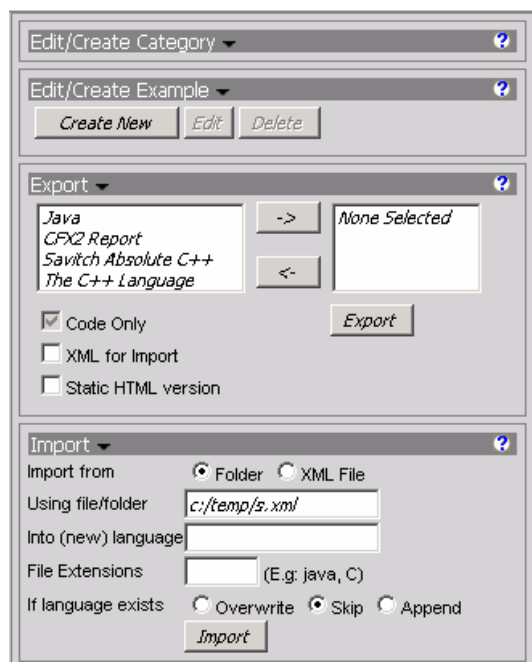 Edit/Create Category ?
Edit/Create Example ?
Create New Edit Delete
Export ?
Java
CFX2 Report
Savitch Absolute C++
The C++ Language
->
<-
None Selected
Code Only
XML for Import
Static HTML version
Export
Import ?
Import from Folder XML File
Using file/folder c:/temp/s.xml
Into (new) language
File Extensions (E.g: java, C)
If language exists Overwrite Skip Append
Import